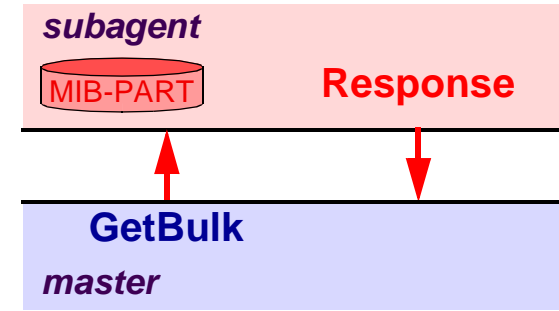 subagent
MIB-PART
Response
GetBulk
master